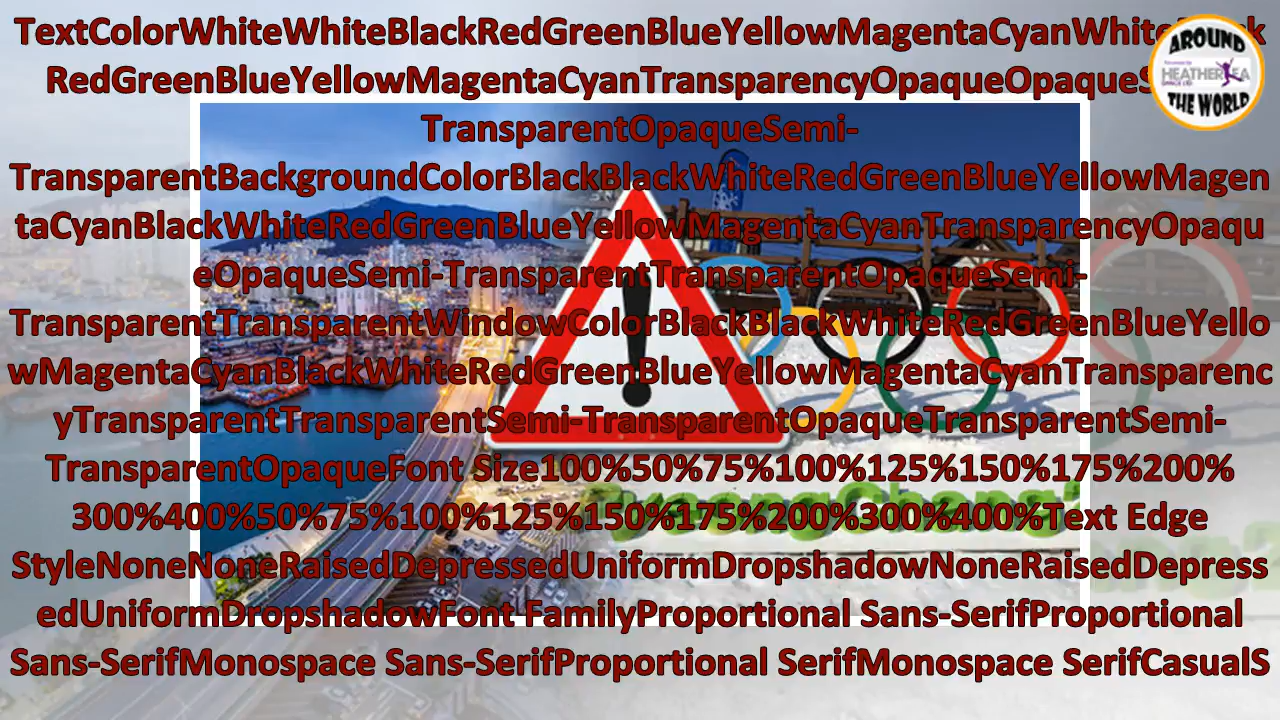 TextColorWhiteWhiteBlackRedGreenBlueYellowMagentaCyanWhiteBlack
RedGreenBlueYellowMagentaCyanTransparencyOpaqueOpaque
TransparentOpaqueSemi-
TransparentBackgroundColorBlackBlackWhiteRedGreenBlueYellowMagen
taCyanBlackWhiteRedGreenBlueYellowMagentaCyanTransparencyOpaqu
eOpaqueSemi-TransparentTransparentOpaqueSemi-
TransparentTransparentWindowColorBlackBlackWhiteRedGreenBlueYello
wMagentaCyanBlackWhiteRedGreenBlueYellowMagentaCyanTransparenc
yTransparentTransparentSemi-TransparentOpaqueTransparentSemi-
TransparentOpaqueFont Size100%50%75%100%125%150%175%200%
300%400%50%75%100%125%150%175%200%300%400%Text Edge
StyleNoneNoneRaisedDepressedUniformDropshadowNoneRaisedDepress
edUniformDropshadowFont FamilyProportional Sans-SerifProportional
Sans-SerifMonospace Sans-SerifProportional SerifMonospace SerifCasualS
AROUND
THE WORLD